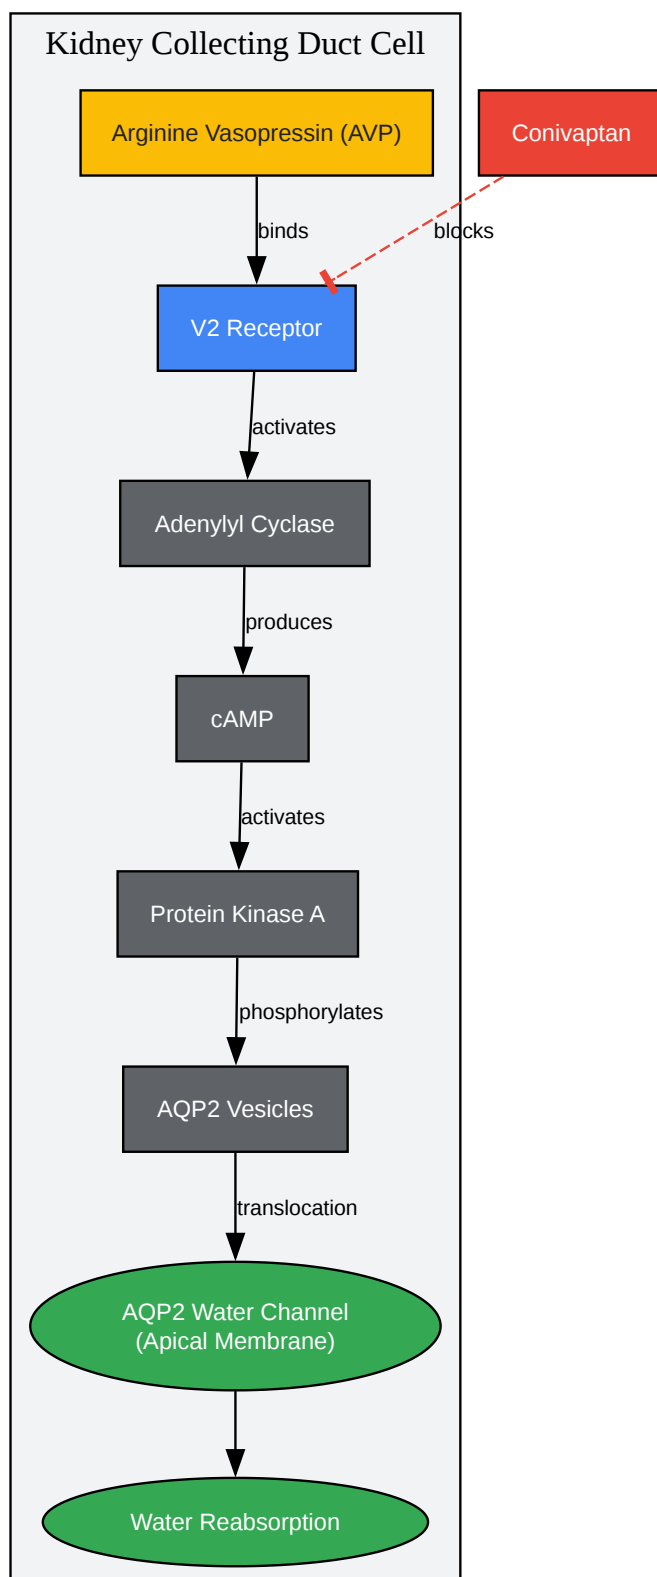 Kidney Collecting Duct Cell
Arginine Vasopressin (AVP)
Conivaptan
binds
blocks
V2 Receptor
activates
Adenylyl Cyclase
produces
cAMP
activates
Protein Kinase A
phosphorylates
AQP2 Vesicles
translocation
AQP2 Water Channel
(Apical Membrane)
Water Reabsorption